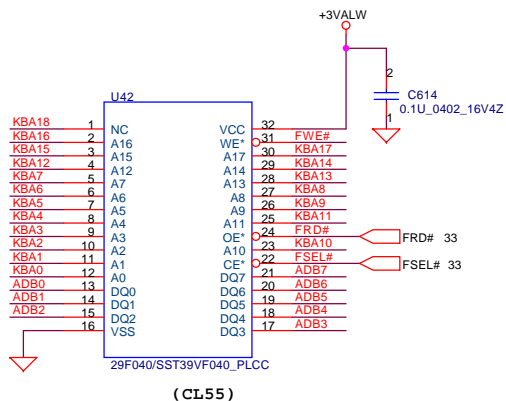 +3VALW
U42
2
C614
0.1U_0402_16V4Z
1
KBA18 1 NC VCC 32
KBA16 2 A16 WE* 31 FWE#
KBA15 3 A15 A17 30 KBA17
KBA12 4 A12 A14 29 KBA14
KBA7 5 A7 A13 28 KBA13
KBA6 6 A6 A8 27 KBA8
KBA5 7 A5 A9 26 KBA9
KBA4 8 A4 A11 25 KBA11
KBA3 9 A3 OE* 24 FRD# FRD# 33
KBA2 10 A2 A10 23 KBA10
KBA1 11 A1 CE* 22 FSEL# FSEL# 33
KBA0 12 A0 DQ7 21 ADB7
ADB0 13 DQ0 DQ6 20 ADB6
ADB1 14 DQ1 DQ5 19 ADB5
ADB2 15 DQ2 DQ4 18 ADB4
16 VSS DQ3 17 ADB3
29F040/SST39VF040_PLCC
(CL55)